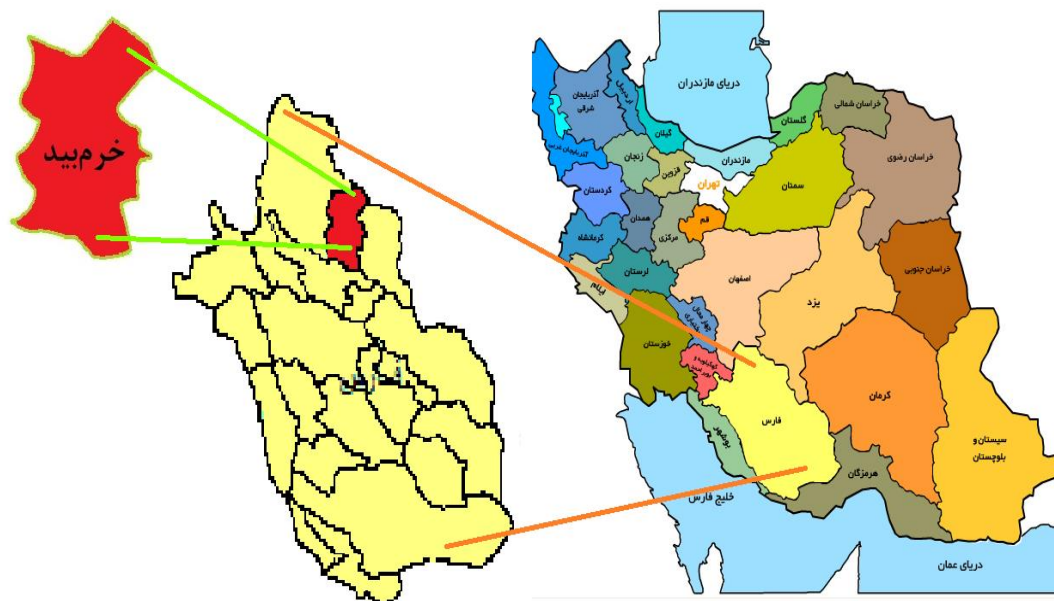 خرم‌بید
دریای مازندران
آذربایجان
شرقی
اردبیل
گیلان
گلستان
خراسان شمالی
آذربایجان غربی
زنجان
قزوین
مازندران
تهران
سمنان
خراسان رضوی
کردستان
همدان
قم
مرکزی
کرمانشاه
لرستان
ایلام
اصفهان
یزد
خراسان جنوبی
خوزستان
چهارمحال
بختیاری
کهگیلویه و
بویر احمد
فارس
کرمان
سیستان و
بلوچستان
بوشهر
هرمزگان
خلیج فارس
دریای عمان